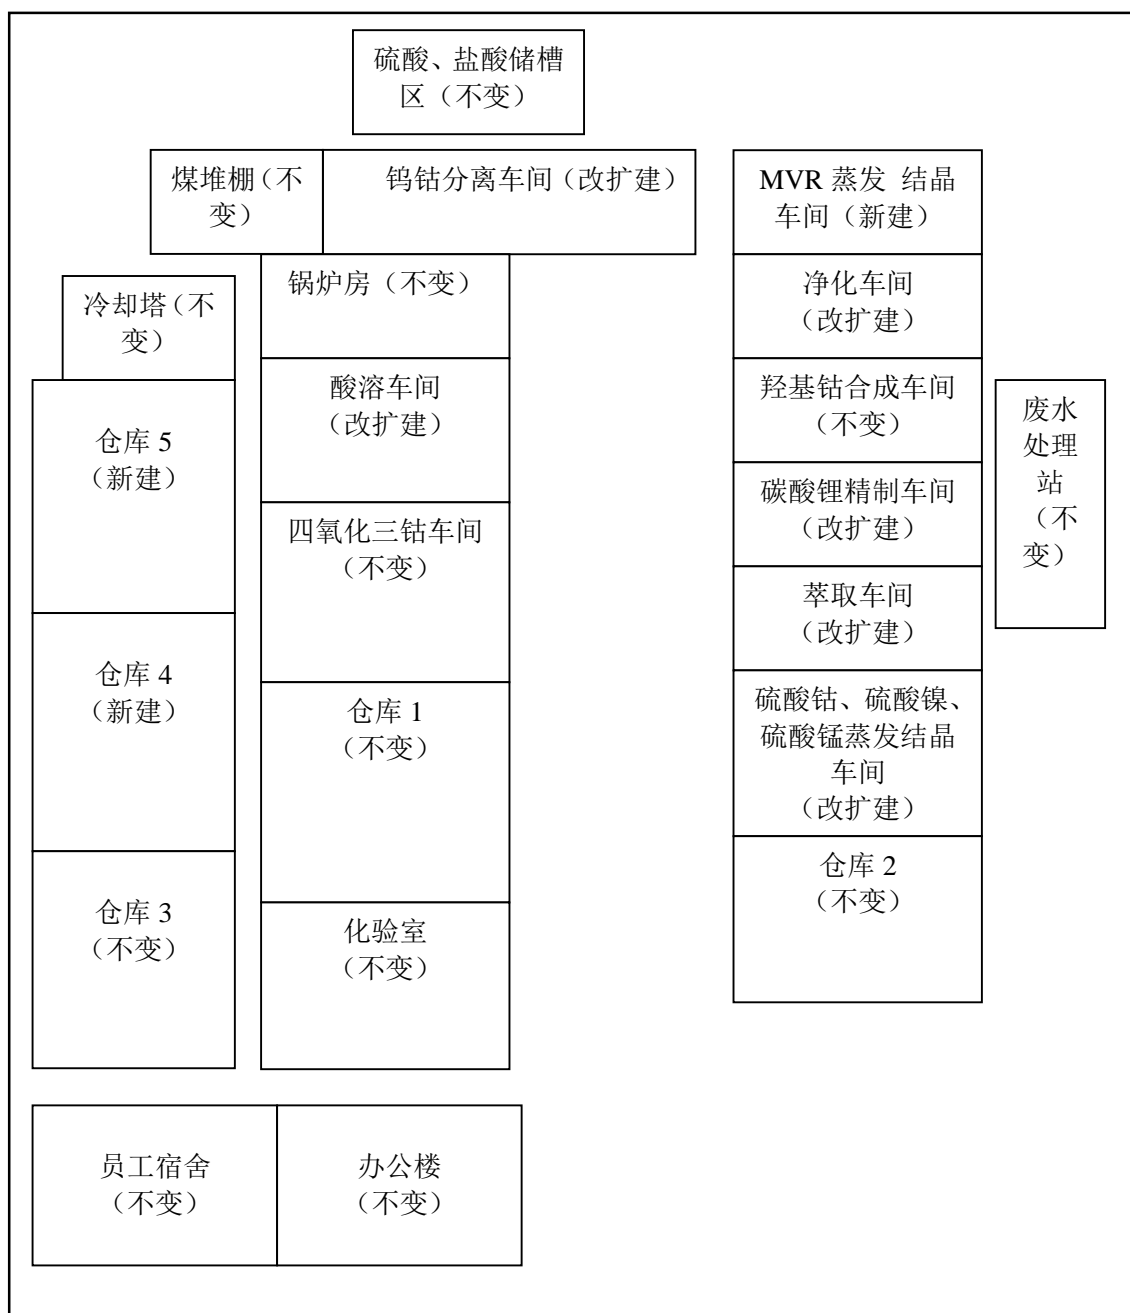 硫酸、盐酸储槽
区（不变）
煤堆棚（不
变）
钨钴分离车间（改扩建）
MVR 蒸发 结晶
车间（新建）
锅炉房（不变）
净化车间
（改扩建）
冷却塔（不
变）
酸溶车间
（改扩建）
羟基钴合成车间
（不变）
废水
处理
站
（不
变）
仓库 5
（新建）
碳酸锂精制车间
（改扩建）
四氧化三钴车间
（不变）
萃取车间
（改扩建）
仓库 4
（新建）
仓库 1
（不变）
硫酸钴、硫酸镍、
硫酸锰蒸发结晶
车间
（改扩建）
仓库 2
（不变）
仓库 3
（不变）
化验室
（不变）
员工宿舍
（不变）
办公楼
（不变）